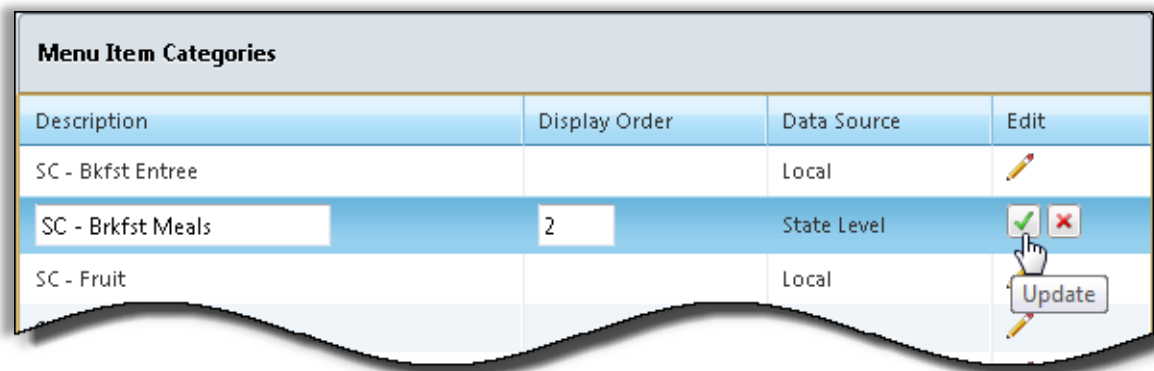 Menu Item Categories
Description Display Order Data Source Edit
SC - Bkfst Entree Local
SC - Brkfst Meals 2 State Level
SC - Fruit Local
Update